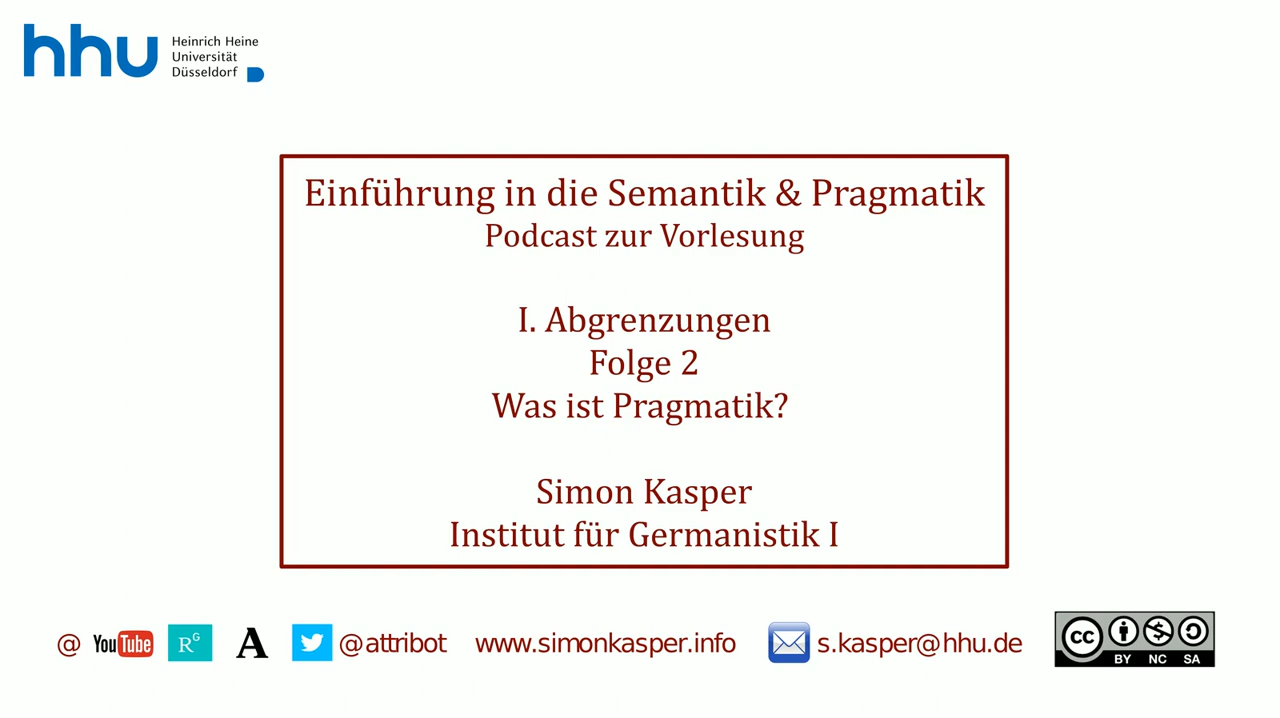 hhu Heinrich Heine
Universität
Düsseldorf
Einführung in die Semantik & Pragmatik
Podcast zur Vorlesung
I. Abgrenzungen
Folge 2
Was ist Pragmatik?
Simon Kasper
Institut für Germanistik I
@ YouTube RG A @attribot www.simonkasper.info s.kasper@hhu.de cc
BY NC SA